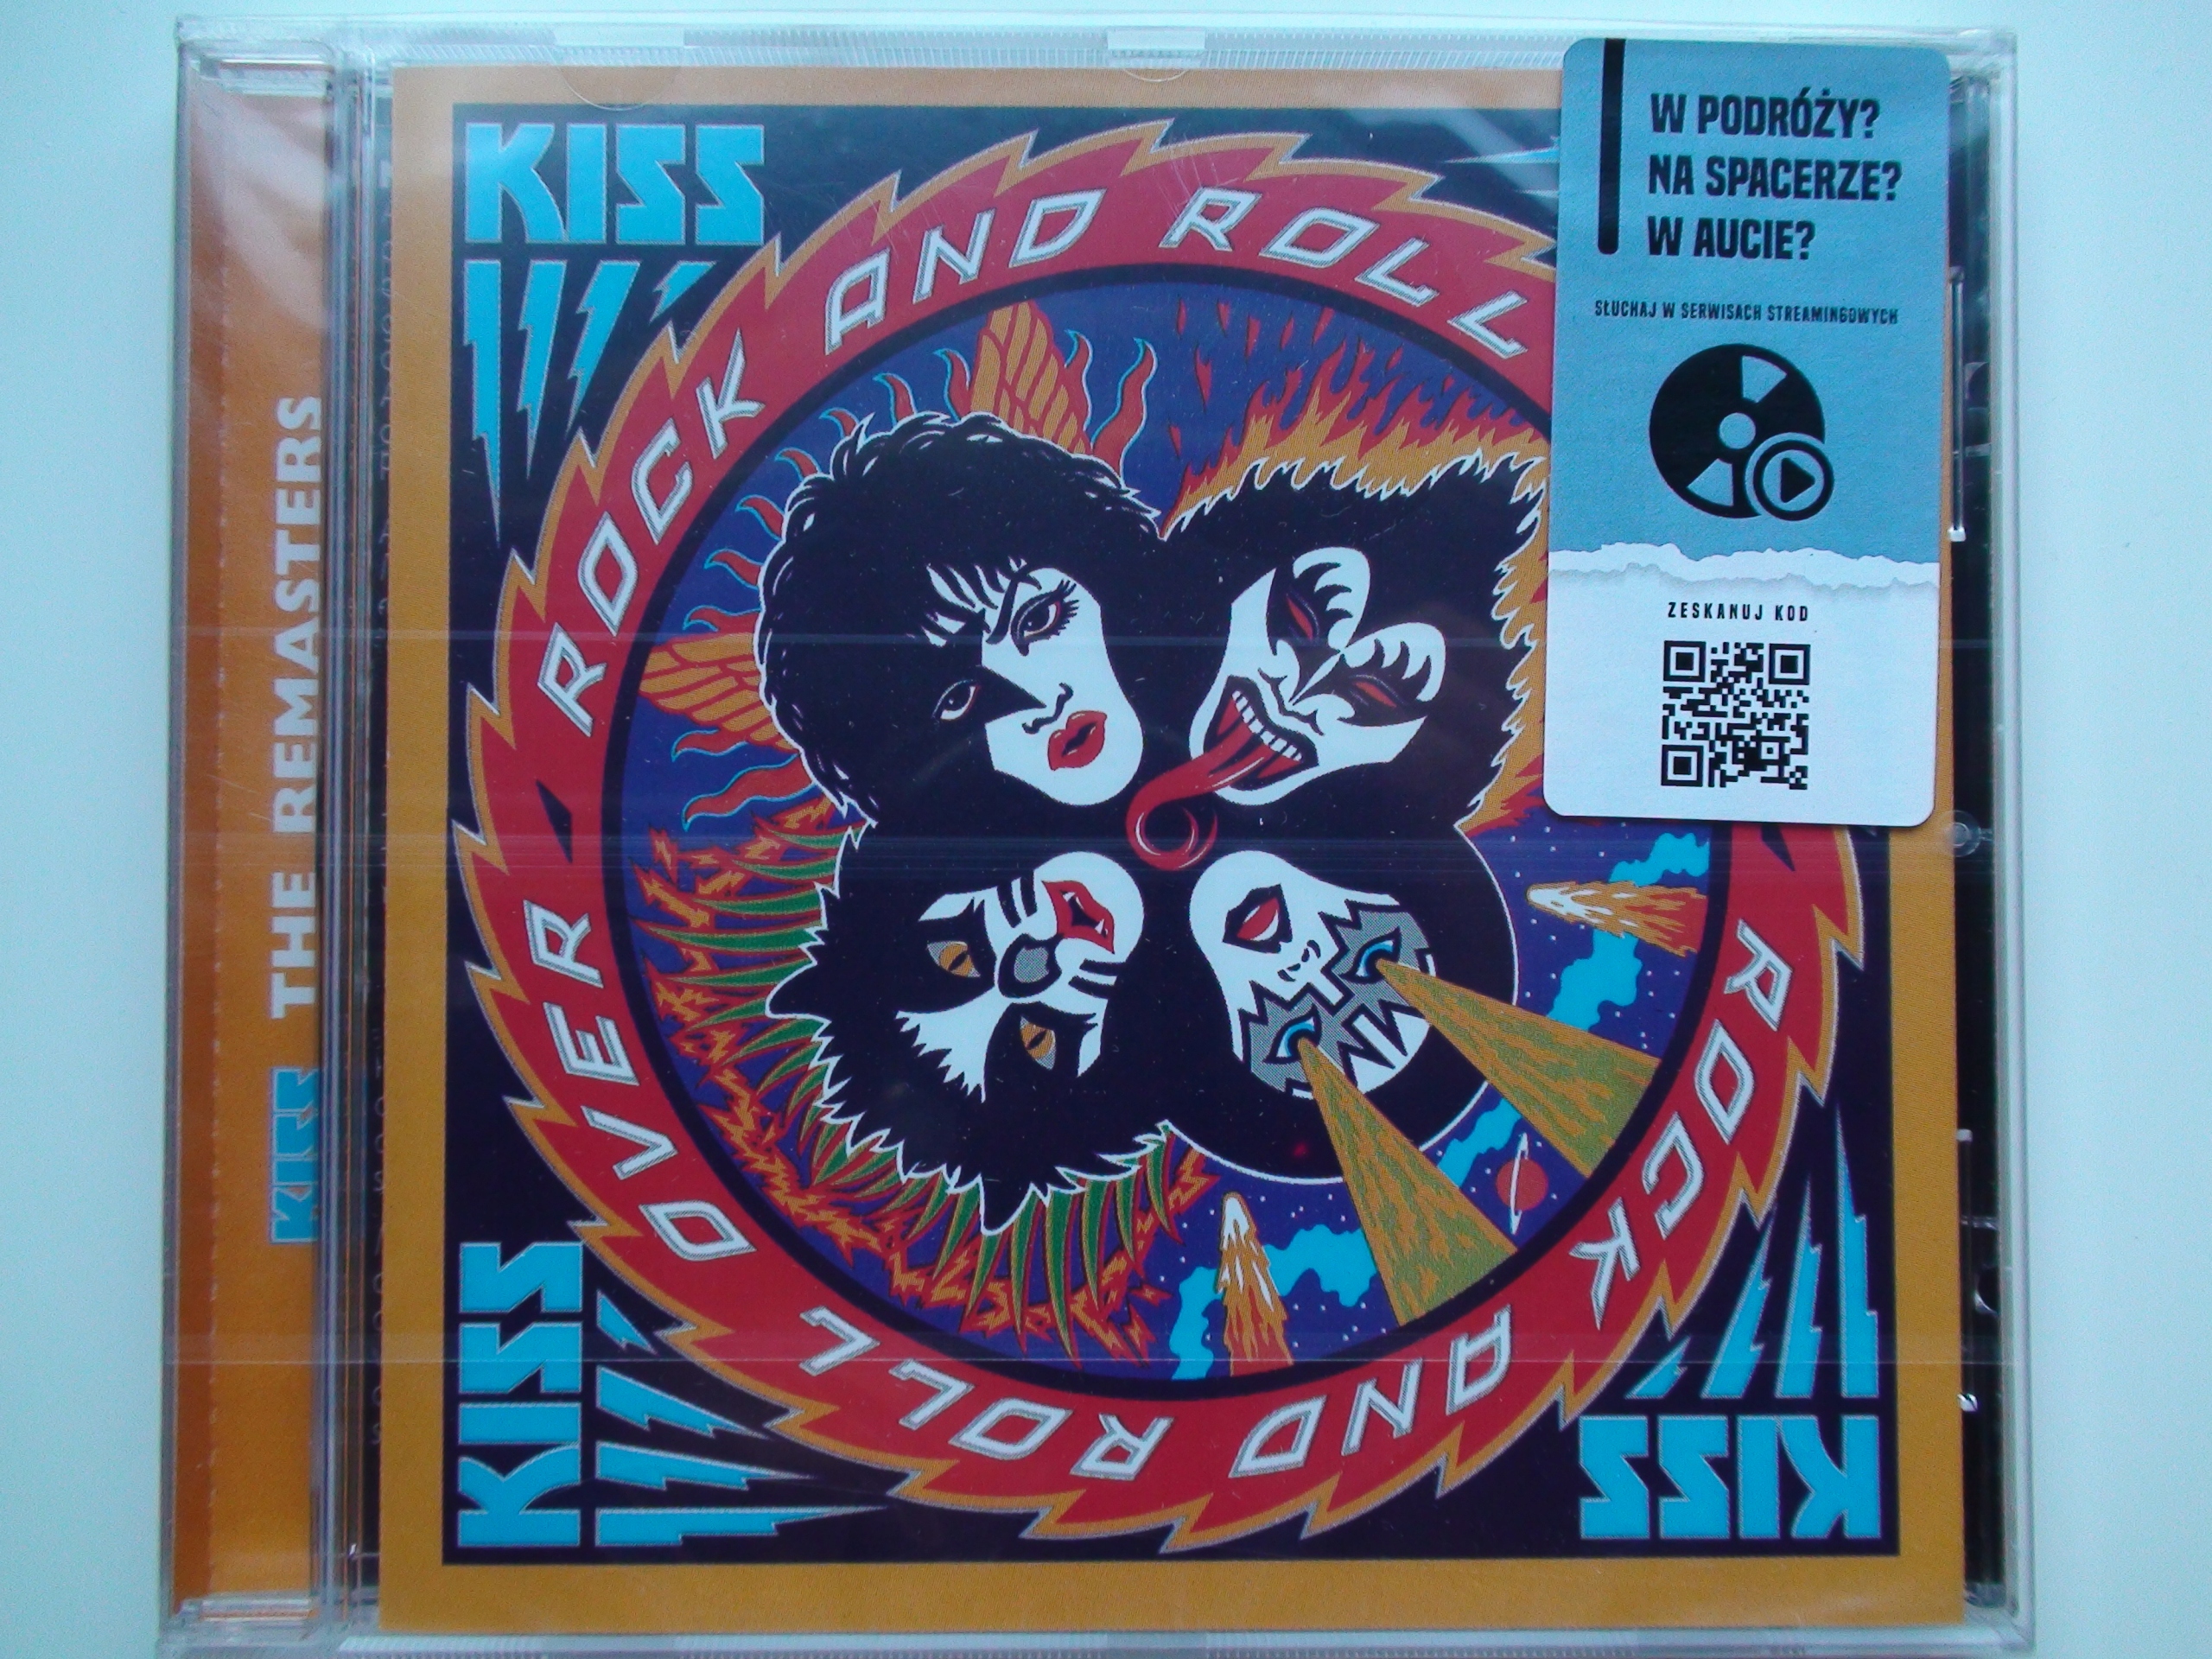 KISS THE REMASTERS
KISS
ROCK AND ROLL OVER
ROCK AND ROLL
KISS
KISS
W PODRÓŻY?
NA SPACERZE?
W AUCIE?
SŁUCHAJ W SERWISACH STREAMINGOWYCH
ZESKANUJ KOD